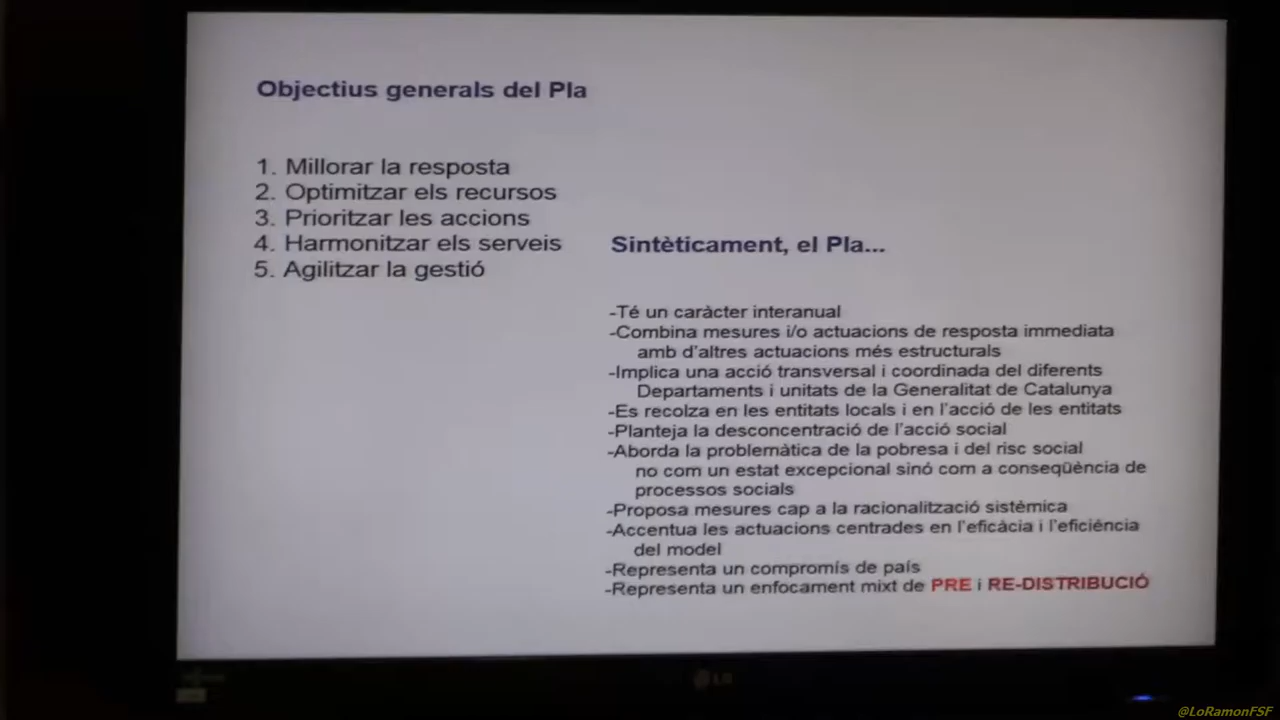 Objectius generals del Pla
1. Millorar la resposta
2. Optimitzar els recursos
3. Prioritzar les accions
4. Harmonitzar els serveis
5. Agilitzar la gestió
Sintèticament, el Pla...
-Té un caràcter interanual
-Combina mesures i/o actuacions de resposta immediata
amb d'altres actuacions més estructurals
-Implica una acció transversal i coordinada del diferents
Departaments i unitats de la Generalitat de Catalunya
-Es recolza en les entitats locals i en l'acció de les entitats
-Planteja la desconcentració de l'acció social
-Aborda la problemàtica de la pobresa i del risc social
no com un estat excepcional sinó com a conseqüència de
processos socials
-Proposa mesures cap a la racionalització sistèmica
-Accentua les actuacions centrades en l'eficàcia i l'eficiència
del model
-Representa un compromís de país
-Representa un enfocament mixt de PRE i RE-DISTRIBUCIÓ
LG
@LoRamonFSF